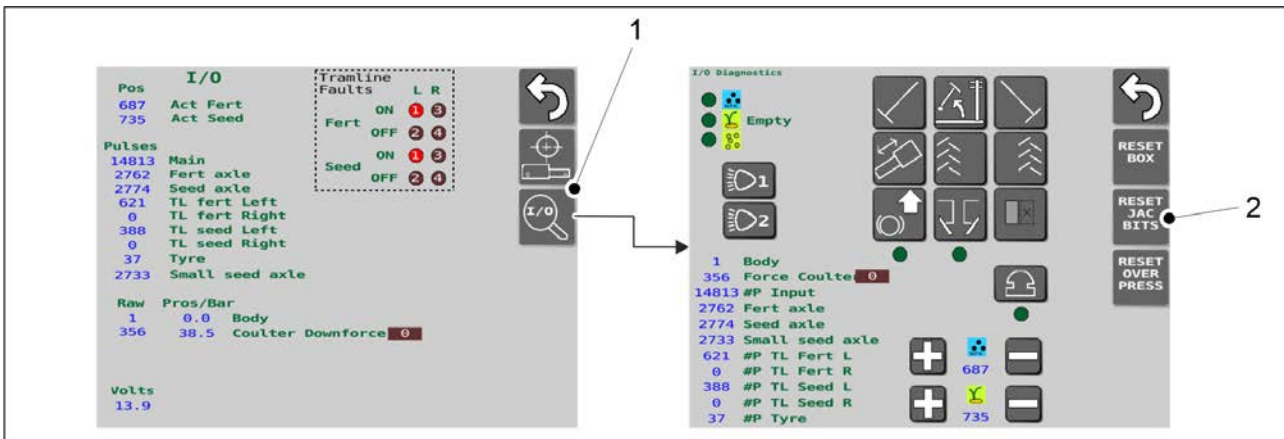 1
I/O
Pos
687 Act Fert
735 Act Seed
Pulses
14813 Main
2762 Fert axle
2774 Seed axle
621 TL fert Left
0 TL fert Right
388 TL seed Left
0 TL seed Right
37 Tyre
2733 Small seed axle
Raw Pros/Bar
1 0.0 Body
356 38.5 Coulter Downforce 0
Volts
13.9
Tramline
Faults L R
Fert ON 1 3
OFF 2 4
Seed ON 1 3
OFF 2 4
I/O
I/O Diagnostics
Empty
1
2
1 Body
356 Force Coulte 0
14813 #P Input
2762 Fert axle
2774 Seed axle
2733 Small seed axle
621 #P TL Fert L
0 #P TL Fert R
388 #P TL Seed L
0 #P TL Seed R
37 #P Tyre
687
735
RESET
BOX
RESET
JAC
BITS
RESET
OVER
PRESS
2